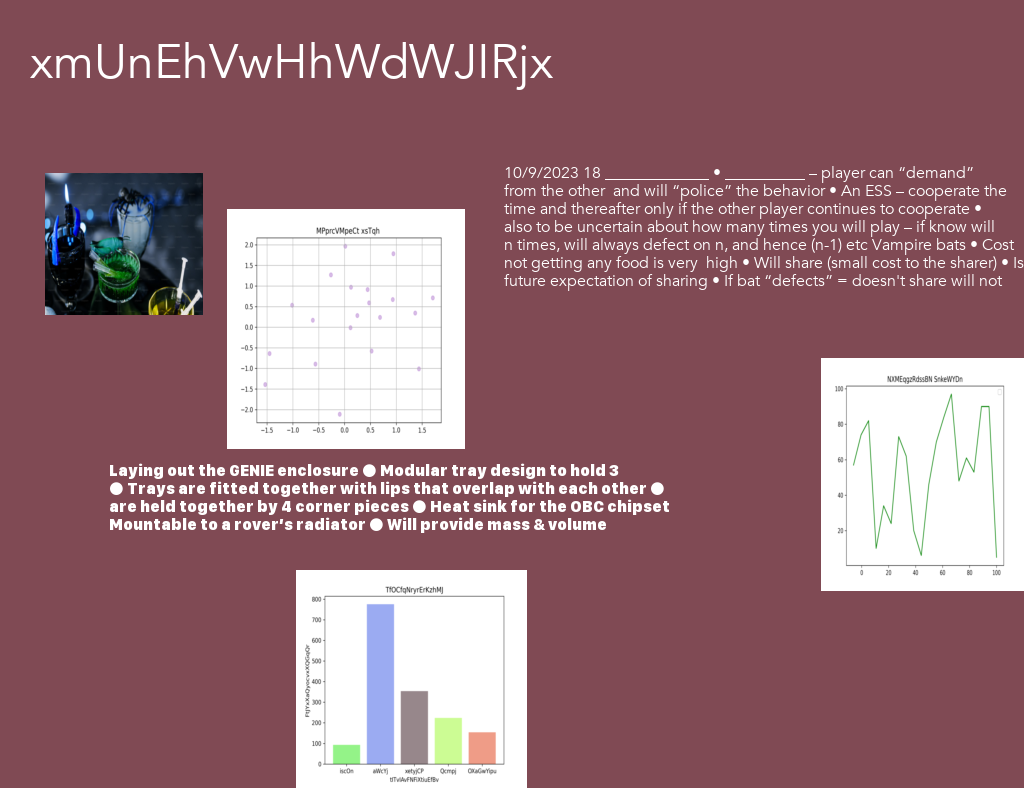 xmUnEhVwHhWdWJIRjx
10/9/2023 18 _____________ • __________ – player can “demand”
from the other  and will “police” the behavior • An ESS – cooperate the
time and thereafter only if the other player continues to cooperate •
also to be uncertain about how many times you will play – if know will
n times, will always defect on n, and hence (n-1) etc Vampire bats • Cost
not getting any food is very  high • Will share (small cost to the sharer) • Is
future expectation of sharing • If bat “defects” = doesn't share will not
MPprcVMpeCt xsTqh
2.0
1.5
1.0
0.5
0.0
−0.5
−1.0
−1.5
−2.0
−1.5 −1.0 −0.5 0.0 0.5 1.0 1.5
NXMEqgzRdssBN SnkeWYDn
100
80
60
40
20
0 20 40 60 80 100
Laying out the GENIE enclosure ● Modular tray design to hold 3
● Trays are fitted together with lips that overlap with each other ●
are held together by 4 corner pieces ● Heat sink for the OBC chipset
Mountable to a rover's radiator ● Will provide mass & volume
TfOCfqNryrErKzhMJ
800
700
600
500
400
300
200
100
0
IscOn aWcYj xetyjCP Qcmpj OXaGwYipu